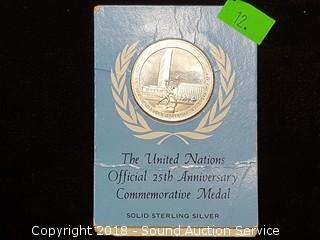 12.
The United Nations
Official 25th Anniversary
Commemorative Medal
SOLID STERLING SILVER
Copyright 2018 - Sound Auction Service